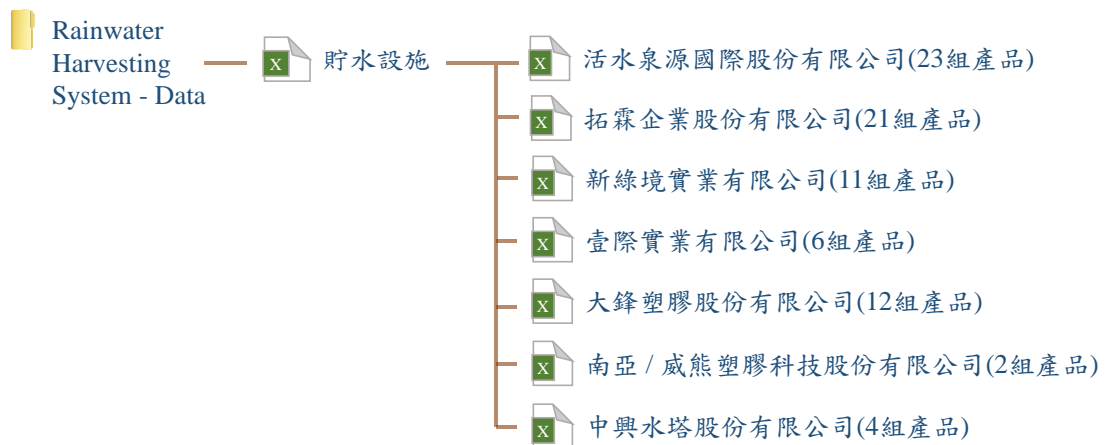 Rainwater
Harvesting
System - Data
X 貯水設施
X 活水泉源國際股份有限公司(23組產品)
X 拓霖企業股份有限公司(21組產品)
X 新綠境實業有限公司(11組產品)
X 壹際實業有限公司(6組產品)
X 大鋒塑膠股份有限公司(12組產品)
X 南亞 / 威熊塑膠科技股份有限公司(2組產品)
X 中興水塔股份有限公司(4組產品)